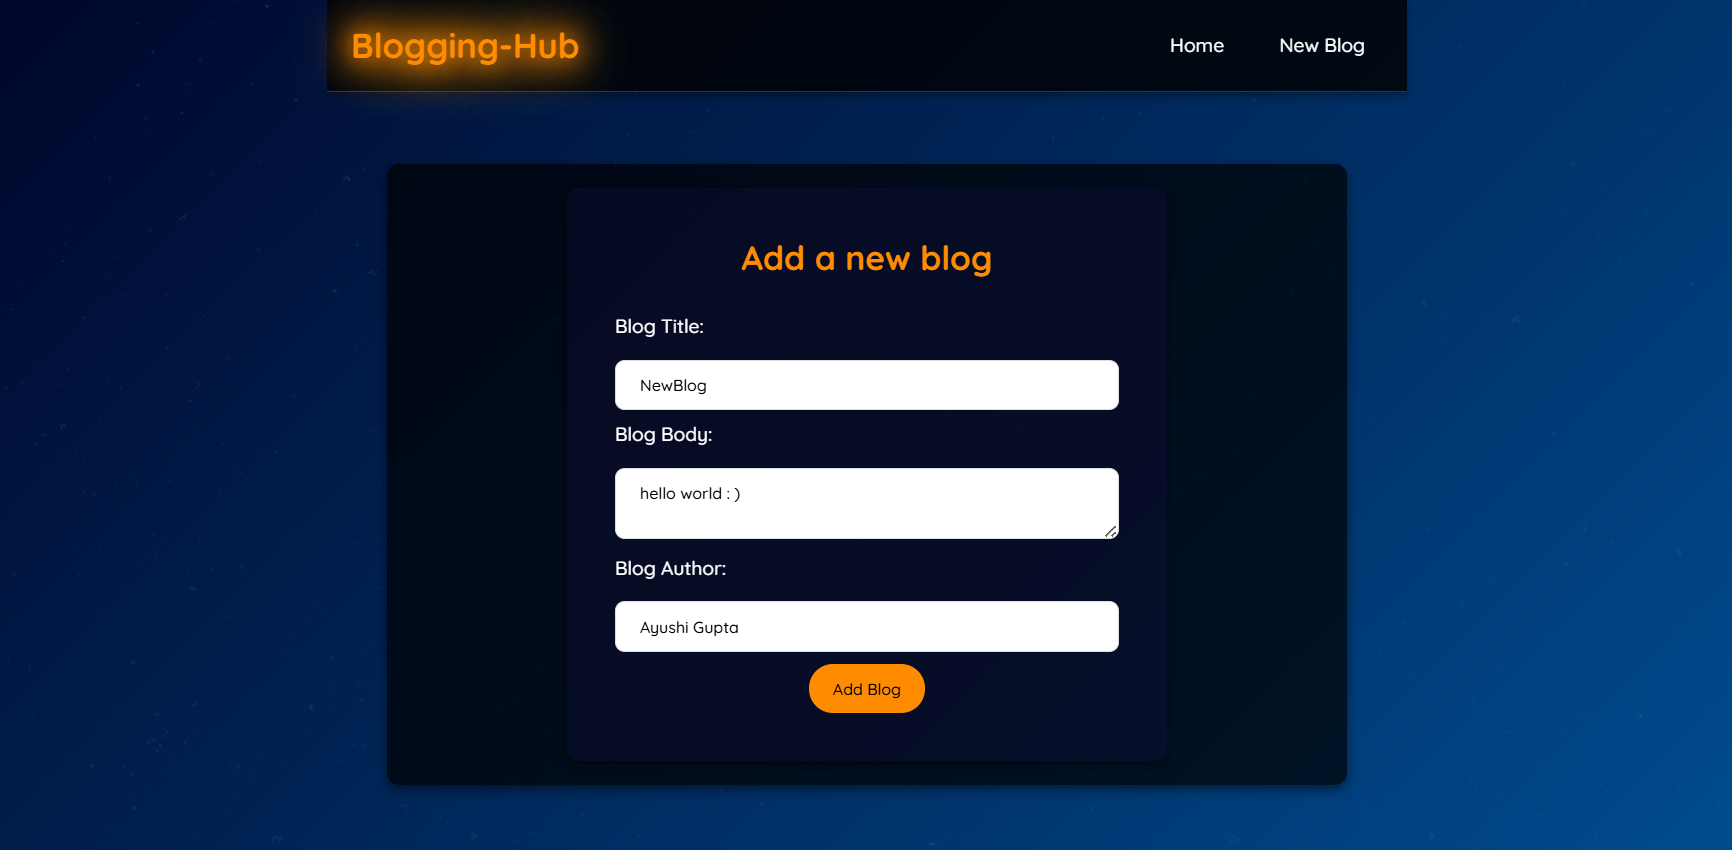 Blogging-Hub
Home
New Blog
Add a new blog
Blog Title:
NewBlog
Blog Body:
hello world : )
Blog Author:
Ayushi Gupta
Add Blog